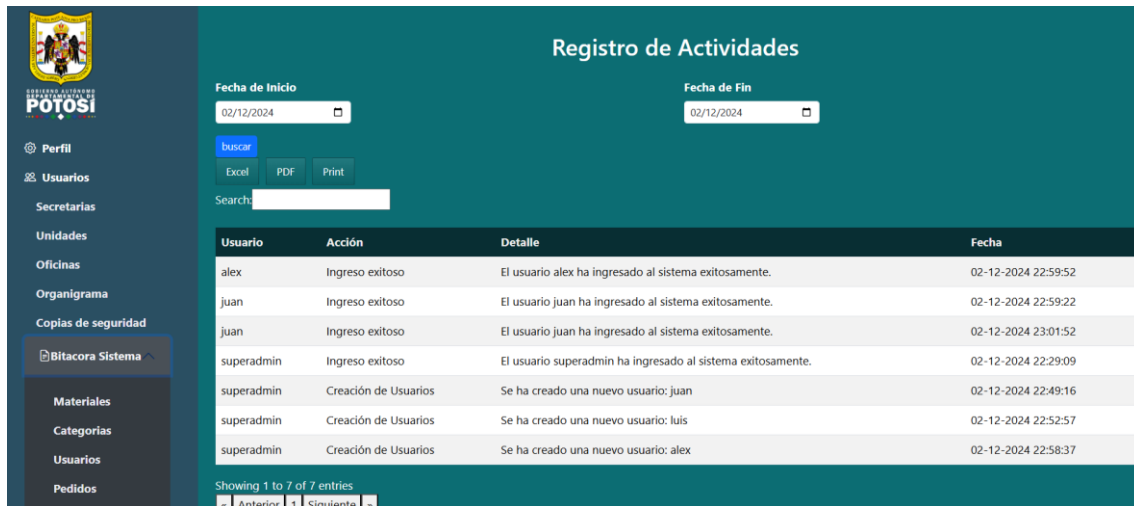 GOBIERNO AUTÓNOMO
DEPARTAMENTAL DE
POTOSÍ
Perfil
Usuarios
Secretarias
Unidades
Oficinas
Organigrama
Copias de seguridad
Bitacora Sistema
Materiales
Categorias
Usuarios
Pedidos
Registro de Actividades
Fecha de Inicio Fecha de Fin
02/12/2024 02/12/2024
buscar
Excel PDF Print
Search:
Usuario Acción Detalle Fecha
alex Ingreso exitoso El usuario alex ha ingresado al sistema exitosamente. 02-12-2024 22:59:52
juan Ingreso exitoso El usuario juan ha ingresado al sistema exitosamente. 02-12-2024 22:59:22
juan Ingreso exitoso El usuario juan ha ingresado al sistema exitosamente. 02-12-2024 23:01:52
superadmin Ingreso exitoso El usuario superadmin ha ingresado al sistema exitosamente. 02-12-2024 22:29:09
superadmin Creación de Usuarios Se ha creado una nuevo usuario: juan 02-12-2024 22:49:16
superadmin Creación de Usuarios Se ha creado una nuevo usuario: luis 02-12-2024 22:52:57
superadmin Creación de Usuarios Se ha creado una nuevo usuario: alex 02-12-2024 22:58:37
Showing 1 to 7 of 7 entries
« Anterior 1 Siguiente »